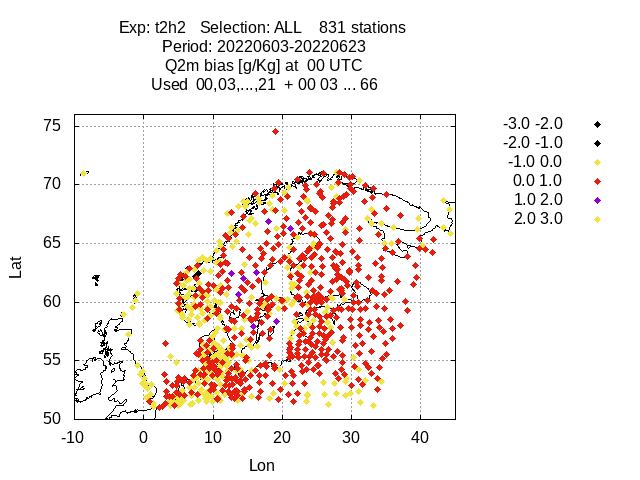 Exp: t2h2 Selection: ALL 831 stations
Period: 20220603-20220623
Q2m bias [g/Kg] at 00 UTC
Used 00,03,...,21 + 00 03 ... 66
-3.0 -2.0
-2.0 -1.0
-1.0 0.0
0.0 1.0
1.0 2.0
2.0 3.0
75
70
65
60
55
50
Lat
-10 0 10 20 30 40
Lon